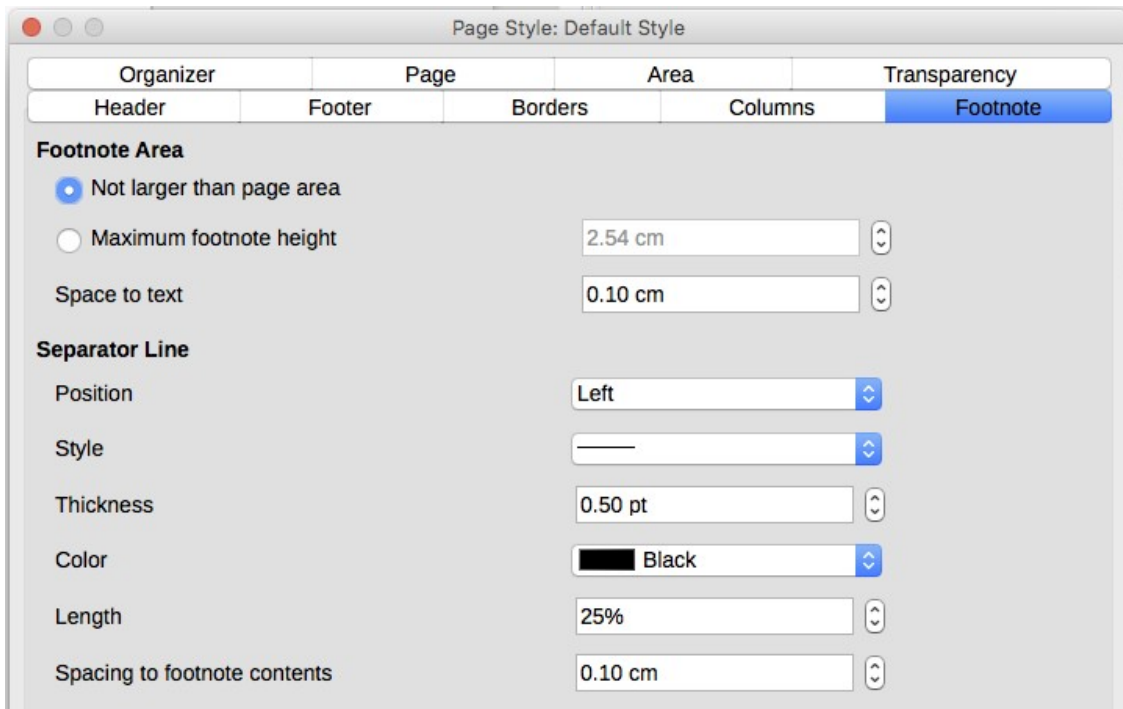 Page Style: Default Style
Organizer Page Area Transparency
Header Footer Borders Columns Footnote
Footnote Area
Not larger than page area
Maximum footnote height 2.54 cm
Space to text 0.10 cm
Separator Line
Position Left
Style
Thickness 0.50 pt
Color Black
Length 25%
Spacing to footnote contents 0.10 cm